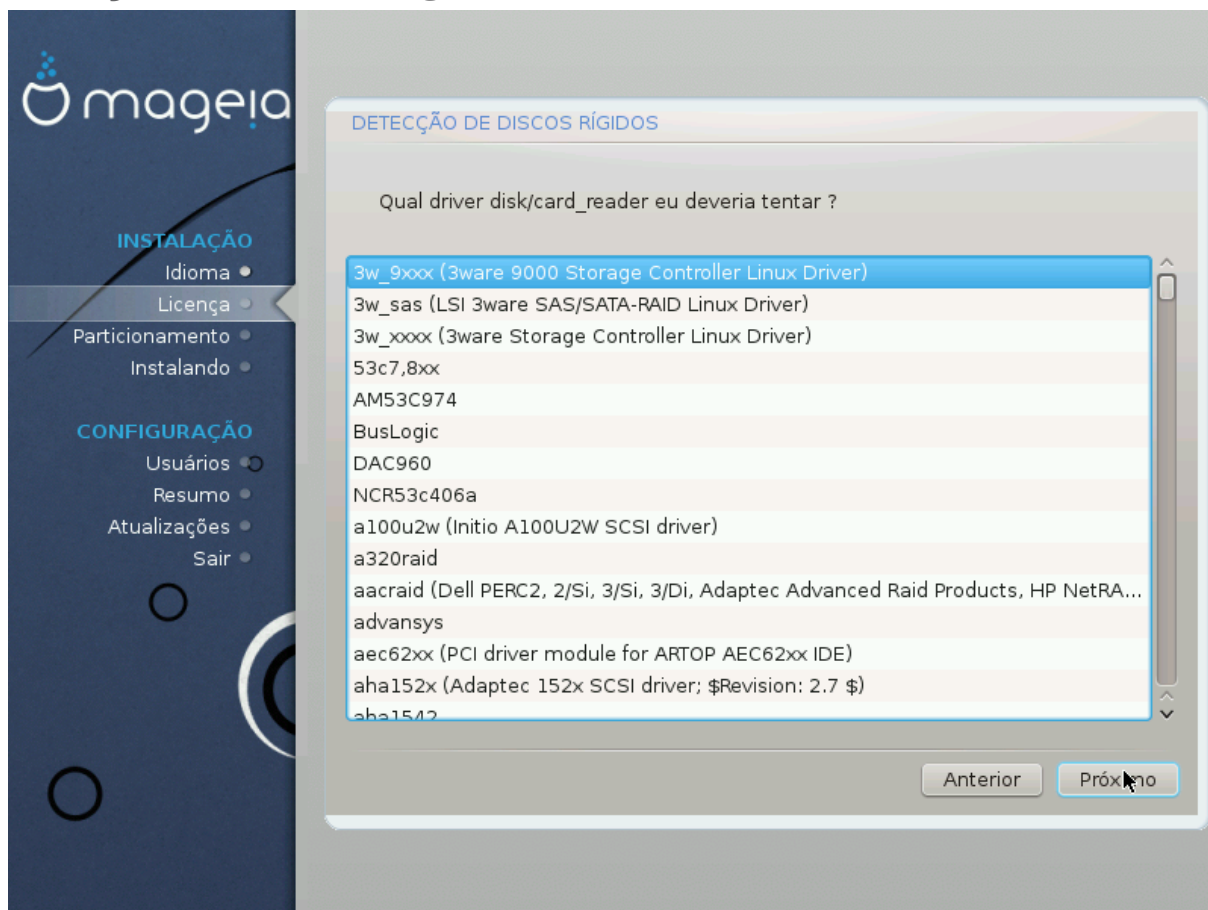 mageia
INSTALAÇÃO
Idioma
Licença
Particionamento
Instalando
CONFIGURAÇÃO
Usuários
Resumo
Atualizações
Sair
DETECÇÃO DE DISCOS RÍGIDOS
Qual driver disk/card_reader eu deveria tentar ?
3w_9xxx (3ware 9000 Storage Controller Linux Driver)
3w_sas (LSI 3ware SAS/SATA-RAID Linux Driver)
3w_xxxx (3ware Storage Controller Linux Driver)
53c7,8xx
AM53C974
BusLogic
DAC960
NCR53c406a
a100u2w (Initio A100U2W SCSI driver)
a320raid
aacraid (Dell PERC2, 2/Si, 3/Si, 3/Di, Adaptec Advanced Raid Products, HP NetRA...
advansys
aec62xx (PCI driver module for ARTOP AEC62xx IDE)
aha152x (Adaptec 152x SCSI driver; $Revision: 2.7 $)
aha1542
Anterior
Próximo